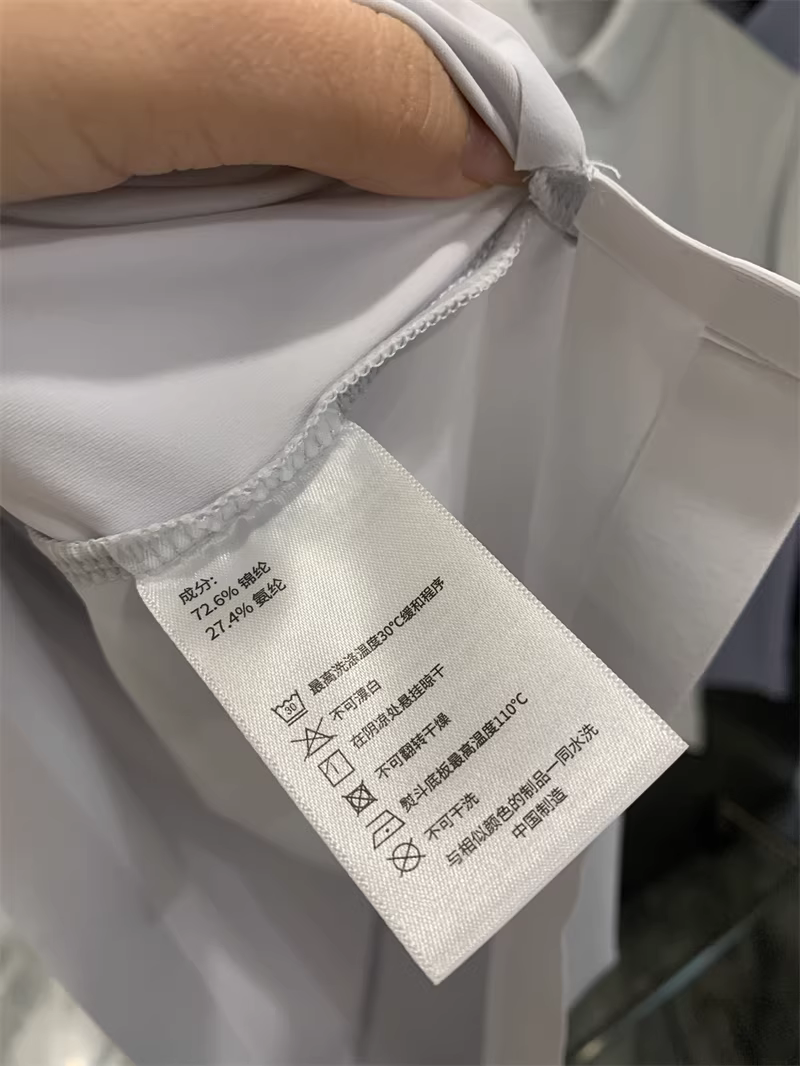 成分：
72.6% 锦纶
27.4% 氨纶
30
最高洗涤温度30°C缓和程序
不可漂白
在阴凉处悬挂晾干
不可翻转干燥
熨斗底板最高温度110°C
不可干洗
与相似颜色的制品一同水洗
中国制造